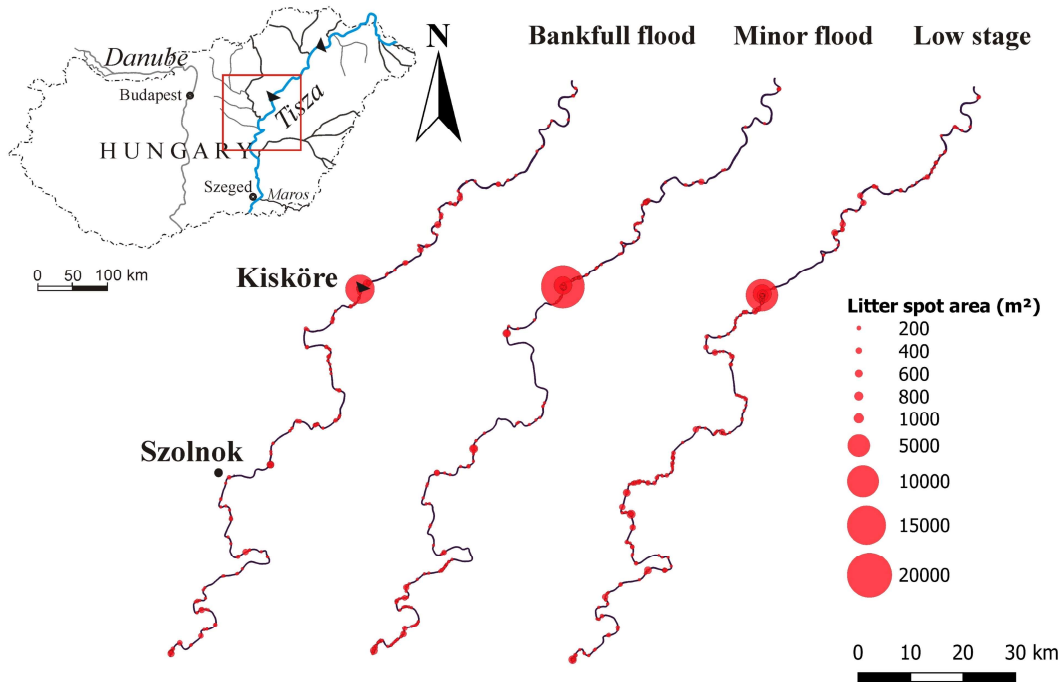 Danube
Budapest
HUNGARY
Tisza
Szeged
Maros
0 50 100 km
N
Bankfull flood
Minor flood
Low stage
Kisköre
Szolnok
Litter spot area (m²)
200
400
600
800
1000
5000
10000
15000
20000
0 10 20 30 km